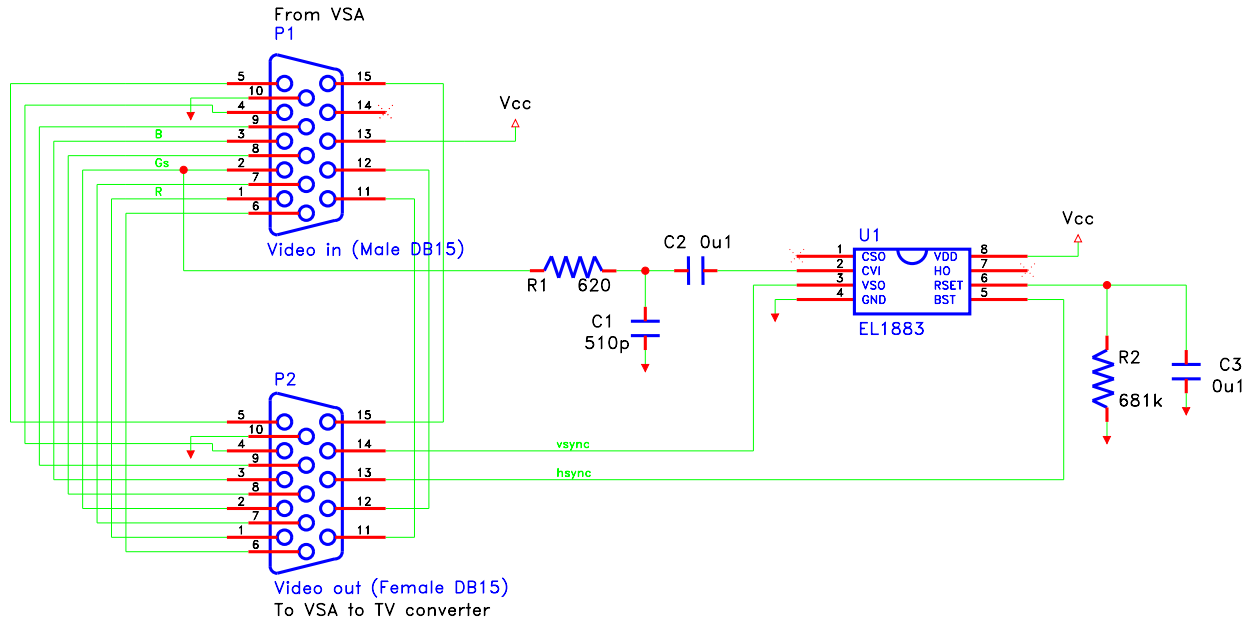 From VSA
P1
5 15
10
4 14
9
B 3 13
8
Gs 2 12
7
R 1 11
6
Vcc
Video in (Male DB15)
R1 620
C2 0u1
C1
510p
U1
1 CSO VDD 8
2 CVI HO 7
3 VSO RSET 6
4 GND BST 5
EL1883
Vcc
R2
681k
C3
0u1
P2
5 15
10
4 14 vsync
9
3 13 hsync
8
2 12
7
1 11
6
Video out (Female DB15)
To VSA to TV converter